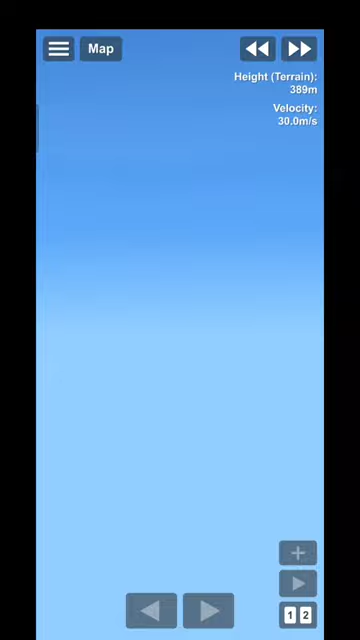 Map
Height (Terrain):
389m
Velocity:
30.0m/s
1 2